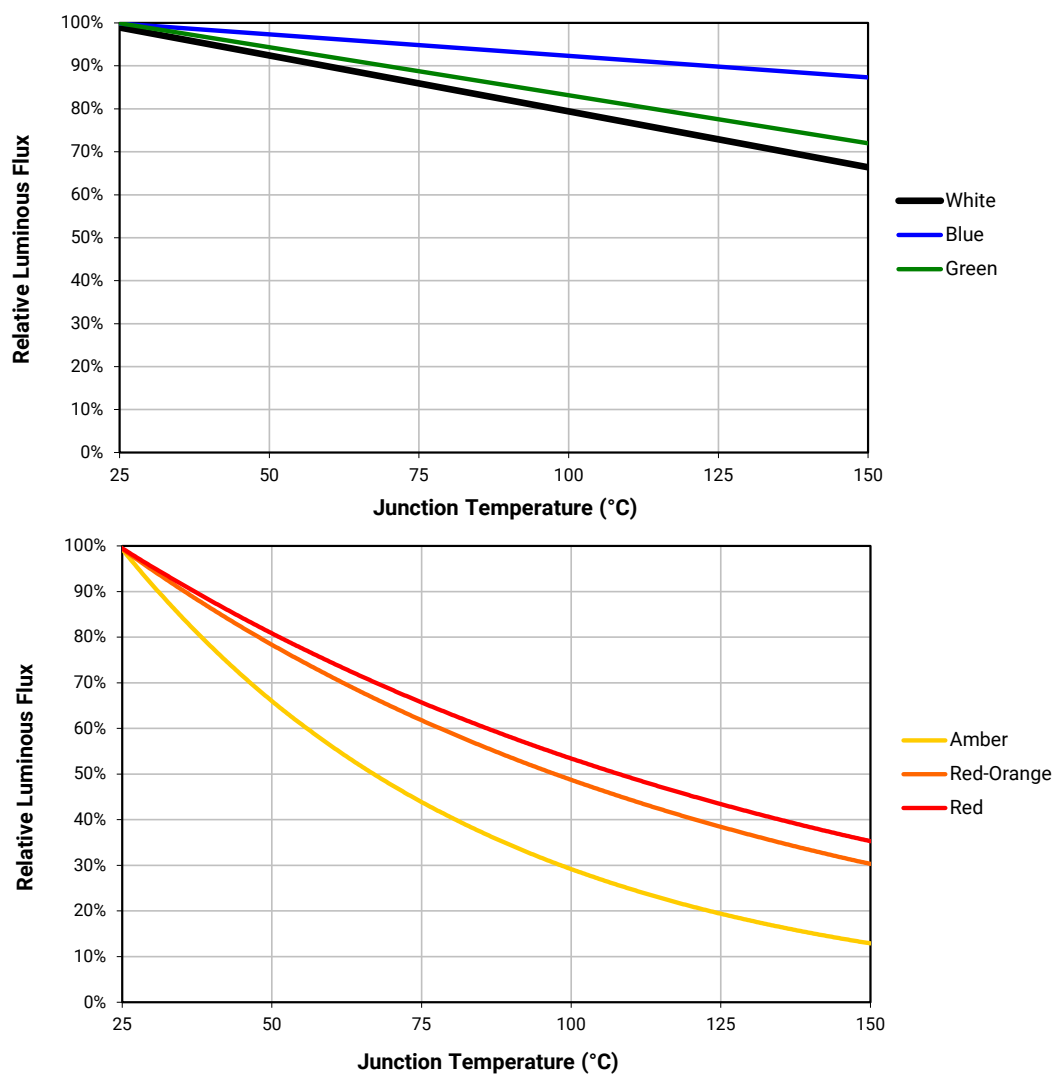 100%
90%
80%
70%
60%
50%
40%
30%
20%
10%
0%
Relative Luminous Flux
25 50 75 100 125 150
Junction Temperature (°C)
White
Blue
Green
100%
90%
80%
70%
60%
50%
40%
30%
20%
10%
0%
Relative Luminous Flux
25 50 75 100 125 150
Junction Temperature (°C)
Amber
Red-Orange
Red